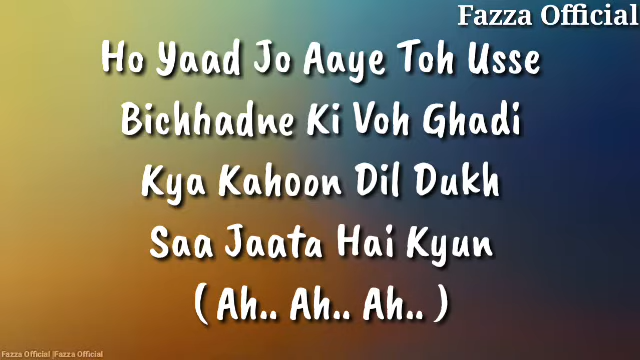 Fazza Official
Ho Yaad Jo Aaye Toh Usse
Bichhadne Ki Voh Ghadi
Kya Kahoon Dil Dukh
Saa Jaata Hai Kyun
( Ah.. Ah.. Ah.. )
Fazza Official |Fazza Official